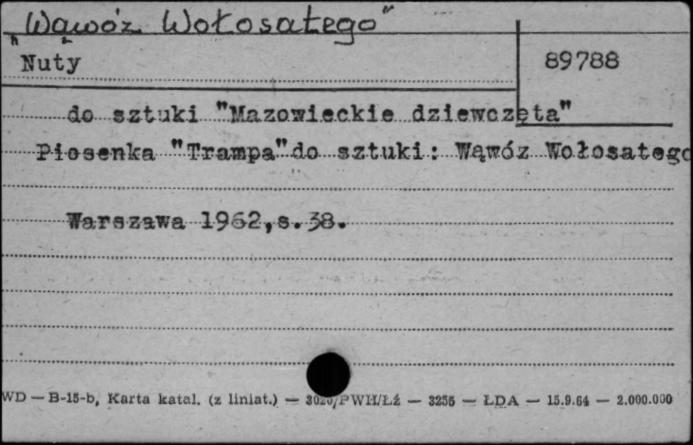 "Wąwóz Wołosatego"
Nuty 89788
do sztuki "Mazowieckie dziewczęta"
Piosenka "Trampa" do sztuki: Wąwóz Wołosatego
Warszawa 1962, s. 38.
WD — B-15-b, Karta katal. (z liniat.) — 3020/PWH/Łź — 3255 — ŁDA — 15.9.64 — 2.000.000